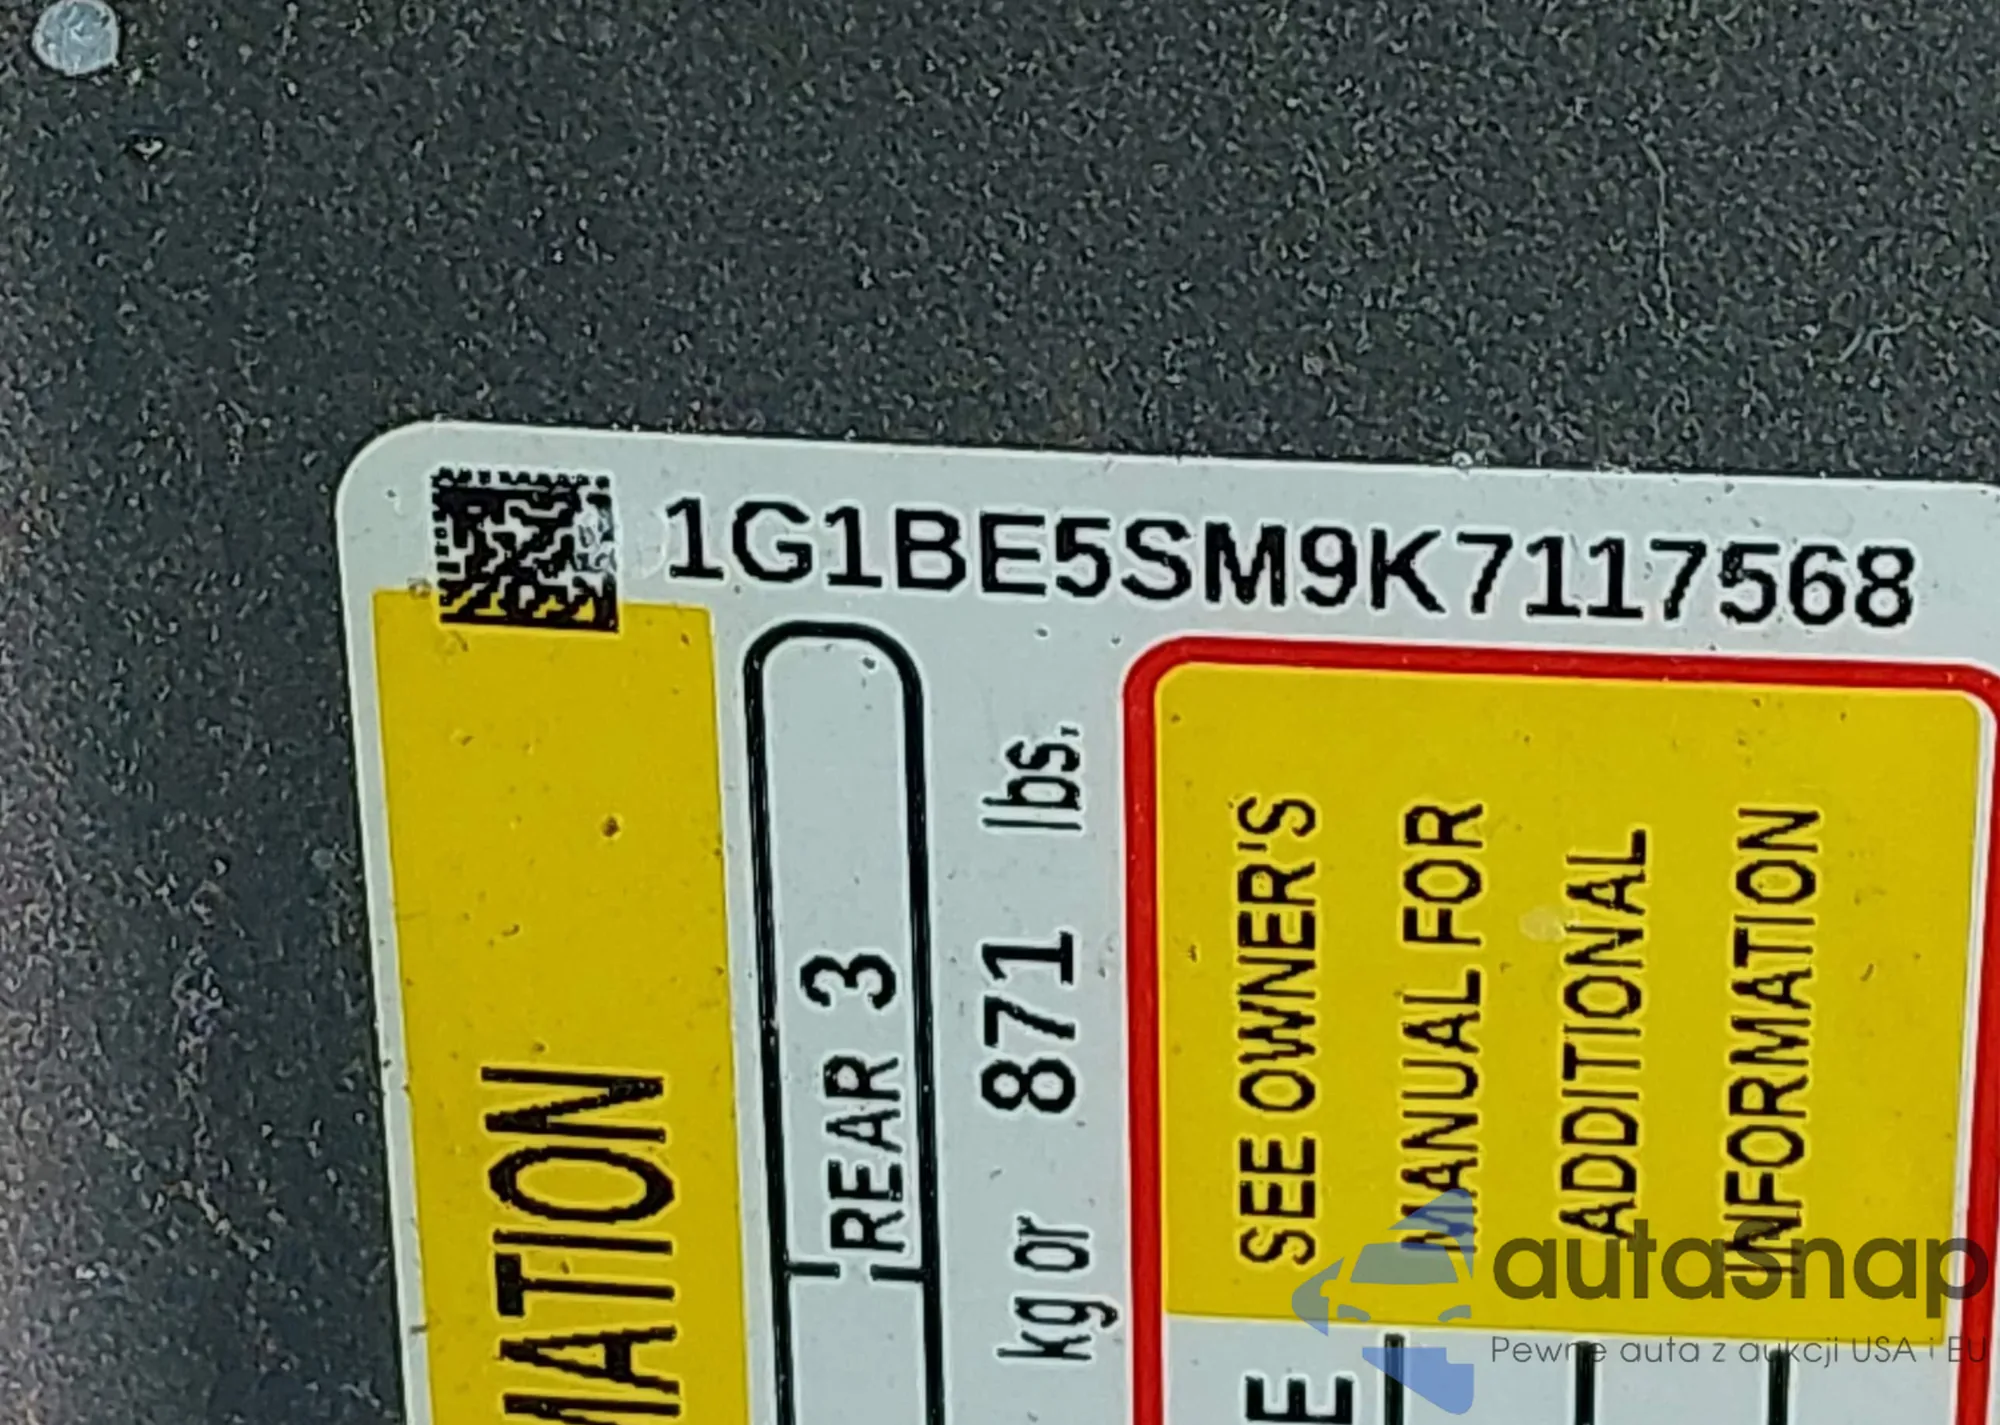 1G1BE5SM9K7117568
MATION
REAR 3
kg or 871 lbs.
SEE OWNER'S
MANUAL FOR
ADDITIONAL
INFORMATION
E
autasnap
Pewne auta z aukcji USA i EU